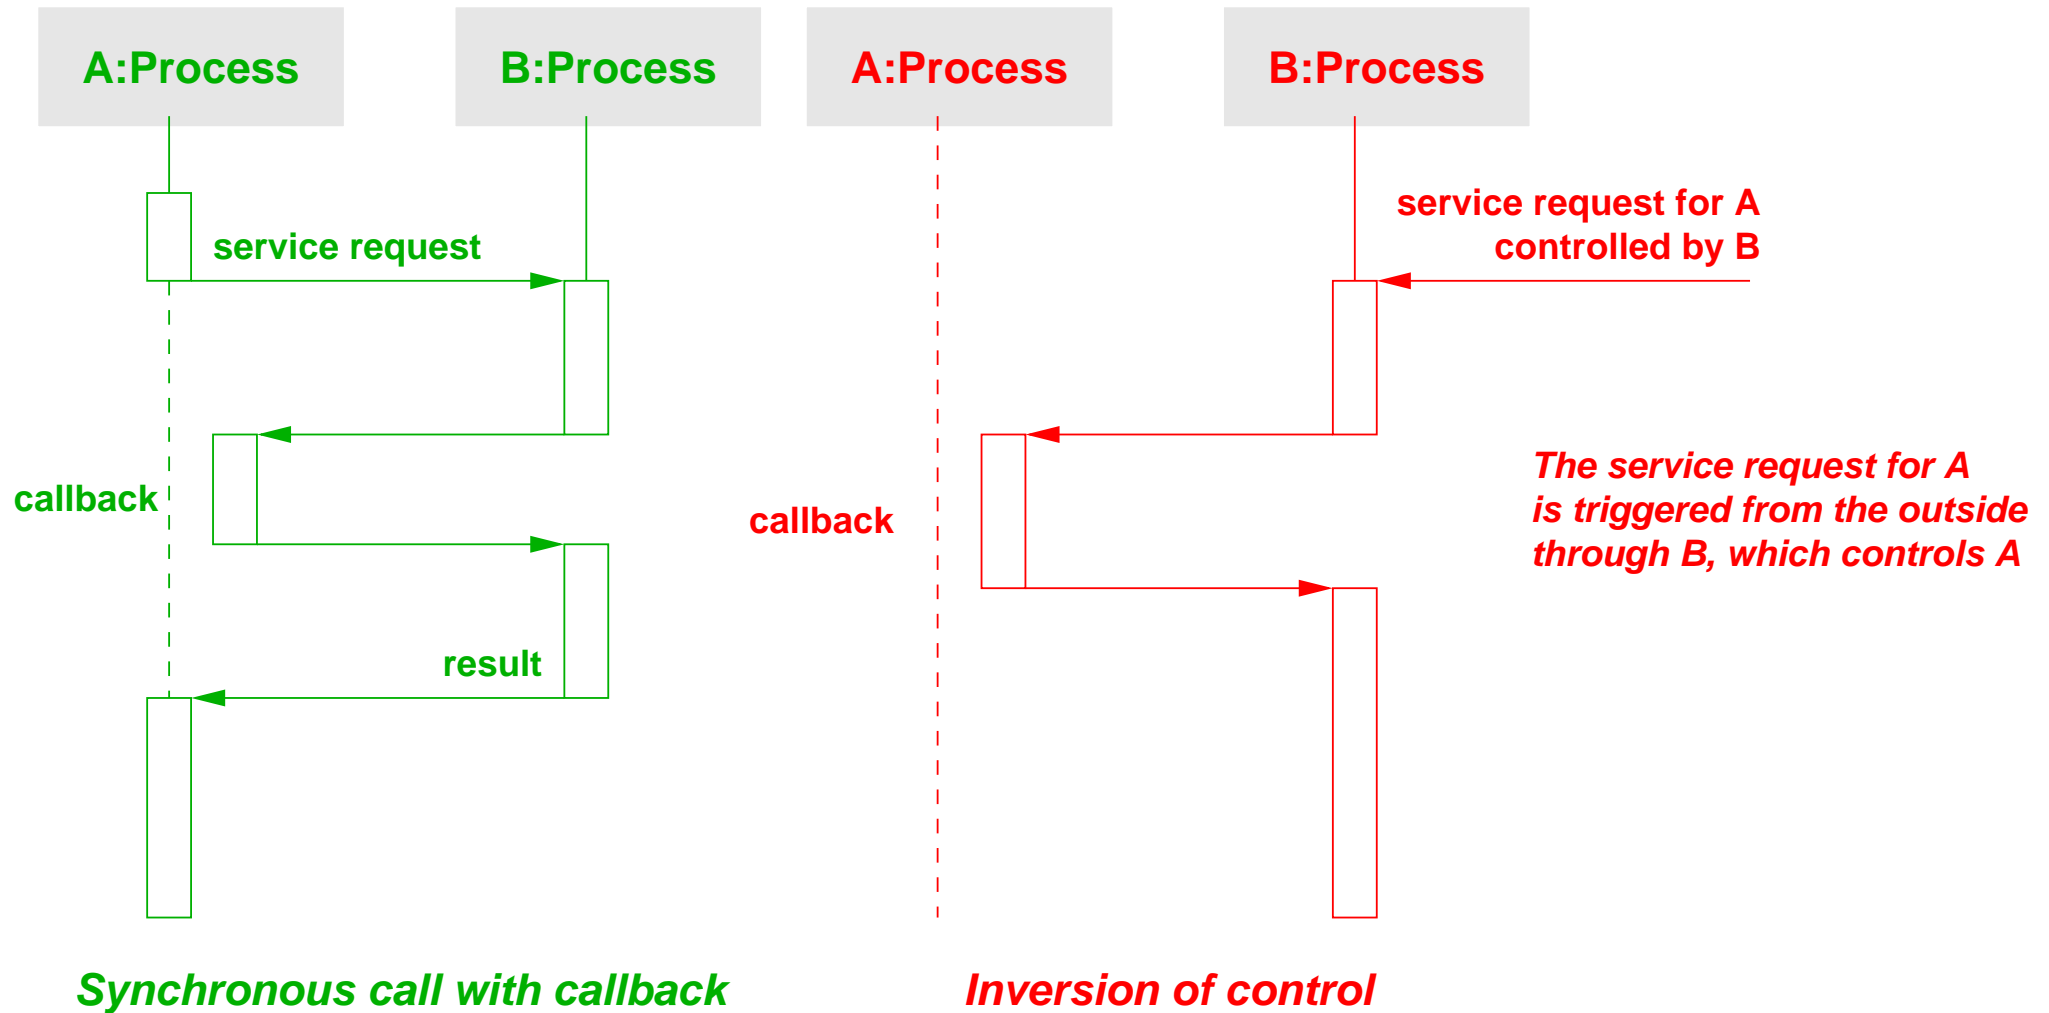 A:Process
B:Process
service request
callback
result
Synchronous call with callback
A:Process
B:Process
service request for A
controlled by B
callback
The service request for A
is triggered from the outside
through B, which controls A
Inversion of control